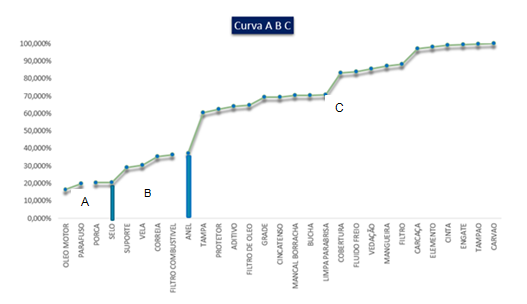 Curva A B C
100,000%
90,000%
80,000%
70,000%
60,000%
50,000%
40,000%
30,000%
20,000%
10,000%
0,000%
A
B
C
OLEO MOTOR
PARAFUSO
PORCA
SELO
SUPORTE
VELA
CORREIA
FILTRO COMBUSTIVEL
ANEL
TAMPA
PROTETOR
ADITIVO
FILTRO DE OLEO
GRADE
CINCATENSO
MANCAL BORRACHA
BUCHA
LIMPA PARABRISA
COBERTURA
FLUIDO FREIO
VEDAÇÃO
MANGUEIRA
FILTRO
CARCAÇA
ELEMENTO
CINTA
ENGATE
TAMPAO
CARVAO